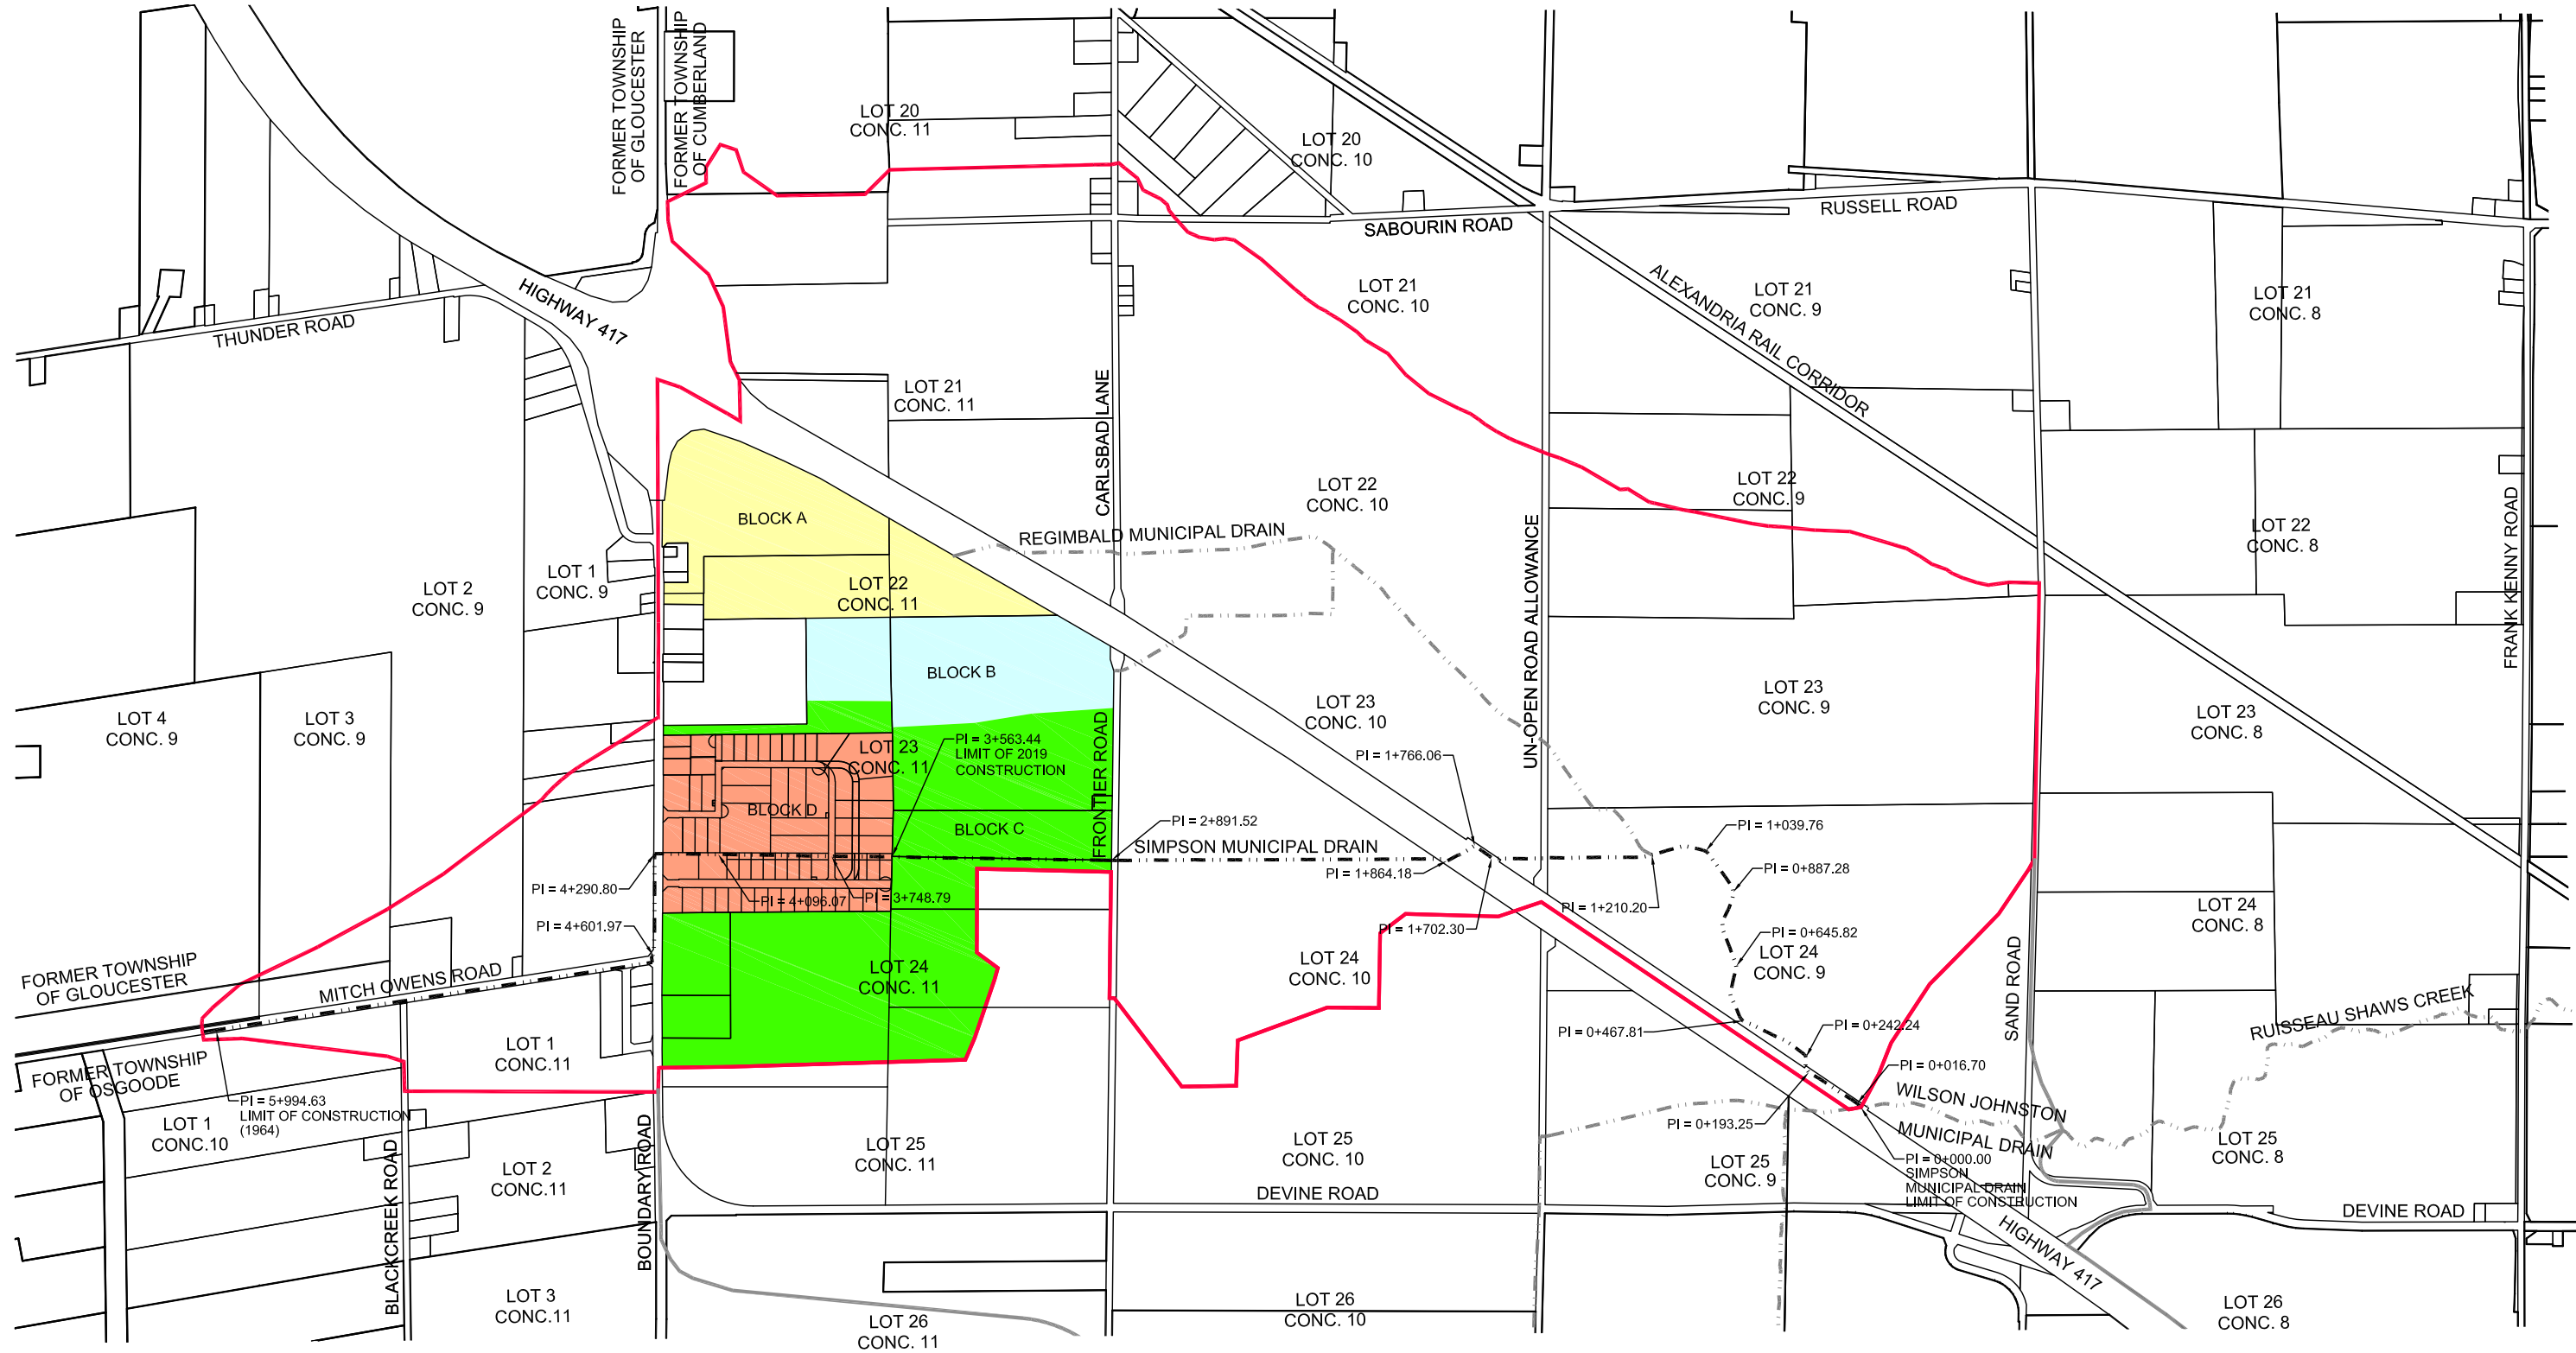 FORMER TOWNSHIP
OF GLOUCESTER
FORMER TOWNSHIP
OF CUMBERLAND
LOT 20
CONC. 11
LOT 20
CONC. 10
RUSSELL ROAD
SABOURIN ROAD
HIGHWAY 417
THUNDER ROAD
LOT 21
CONC. 10
ALEXANDRIA RAIL CORRIDOR
LOT 21
CONC. 9
LOT 21
CONC. 8
LOT 21
CONC. 11
CARLSBAD LANE
BLOCK A
LOT 22
CONC. 10
LOT 22
CONC. 9
LOT 22
CONC. 8
REGIMBALD MUNICIPAL DRAIN
UN-OPEN ROAD ALLOWANCE
FRANK KENNY ROAD
LOT 2
CONC. 9
LOT 1
CONC. 9
LOT 22
CONC. 11
BLOCK B
LOT 4
CONC. 9
LOT 3
CONC. 9
LOT 23
CONC. 10
LOT 23
CONC. 9
LOT 23
CONC. 8
FRONTIER ROAD
LOT 23
CONC. 11
PI = 3+563.44
LIMIT OF 2019
CONSTRUCTION
PI = 1+766.06
BLOCK D
BLOCK C
PI = 2+891.52
SIMPSON MUNICIPAL DRAIN
PI = 1+039.76
PI = 1+864.18
PI = 0+887.28
PI = 4+290.80
PI = 4+096.07
PI = 3+748.79
PI = 1+210.20
PI = 4+601.97
PI = 1+702.30
PI = 0+645.82
LOT 24
CONC. 8
LOT 24
CONC. 9
LOT 24
CONC. 11
LOT 24
CONC. 10
FORMER TOWNSHIP
OF GLOUCESTER
MITCH OWENS ROAD
SAND ROAD
RUISSEAU SHAWS CREEK
PI = 0+467.81
PI = 0+242.24
LOT 1
CONC.11
FORMER TOWNSHIP
OF OSGOODE
PI = 0+016.70
WILSON JOHNSTON
MUNICIPAL DRAIN
PI = 5+994.63
LIMIT OF CONSTRUCTION
(1964)
LOT 1
CONC.10
PI = 0+193.25
BLACKCREEK ROAD
BOUNDARY ROAD
LOT 25
CONC. 11
LOT 25
CONC. 10
LOT 25
CONC. 9
LOT 25
CONC. 8
PI = 0+000.00
SIMPSON
MUNICIPAL DRAIN
LIMIT OF CONSTRUCTION
LOT 2
CONC.11
DEVINE ROAD
DEVINE ROAD
HIGHWAY 417
LOT 3
CONC.11
LOT 26
CONC. 11
LOT 26
CONC. 10
LOT 26
CONC. 8